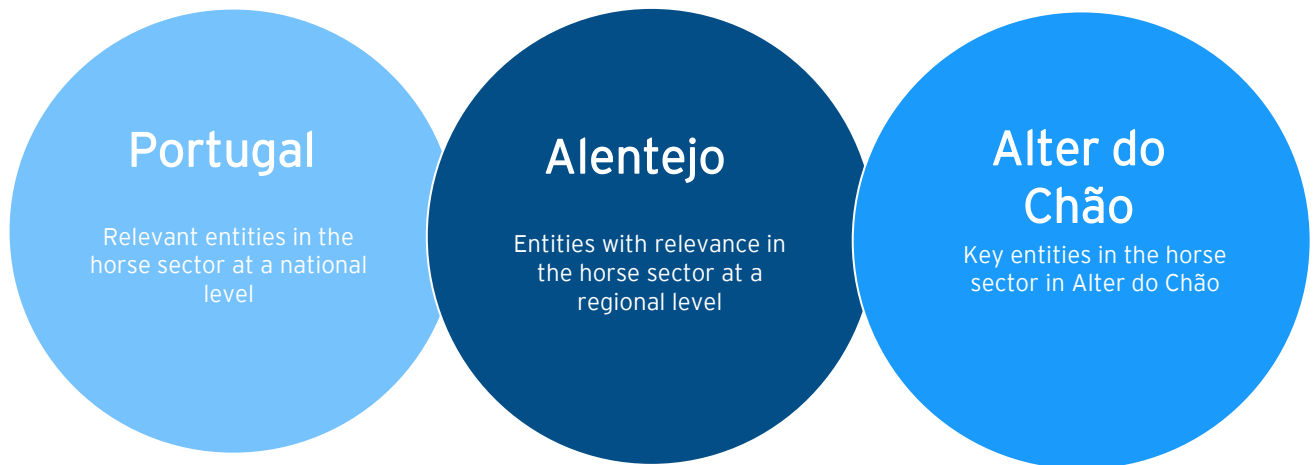 Portugal
Relevant entities in the
horse sector at a national
level
Alentejo
Entities with relevance in
the horse sector at a
regional level
Alter do
Chão
Key entities in the horse
sector in Alter do Chão